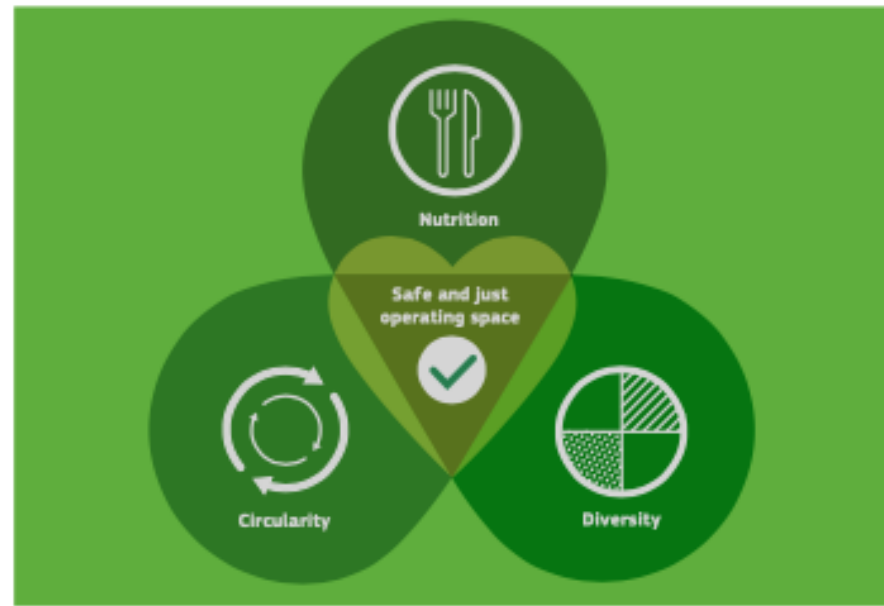 Nutrition
Safe and just
operating space
Circularity
Diversity